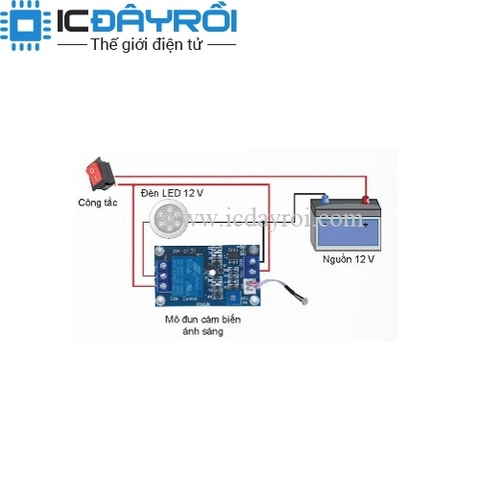 ICĐÂYRỒI
Thế giới điện tử
Công tắc
Đèn LED 12 V
www.icdayroi.com
Nguồn 12 V
Mô đun cảm biến
ánh sáng